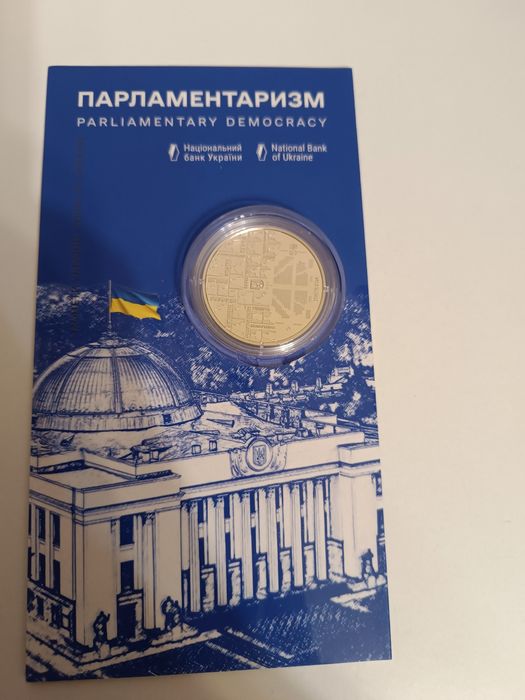 ПАРЛАМЕНТАРИЗМ
PARLIAMENTARY DEMOCRACY
Національний
банк України
National Bank
of Ukraine